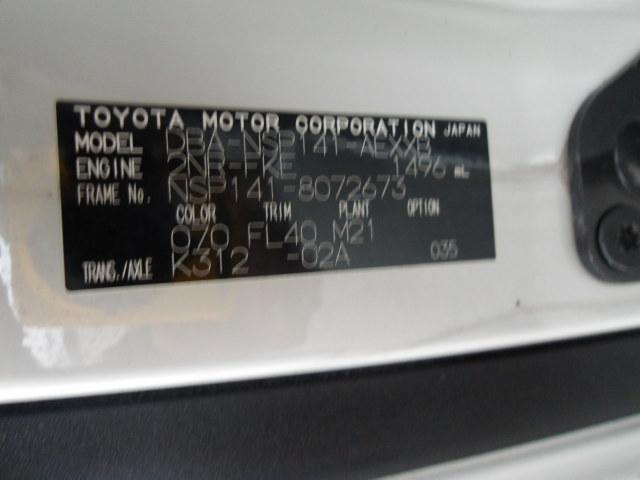 TOYOTA MOTOR CORPORATION JAPAN
MODEL DBA-NSP141-AEXXB
ENGINE 2NR-FKE 1496 mL
FRAME No. NSP141-8072673
COLOR TRIM PLANT OPTION
070 FL40 M21
TRANS./AXLE K312 -02A 035